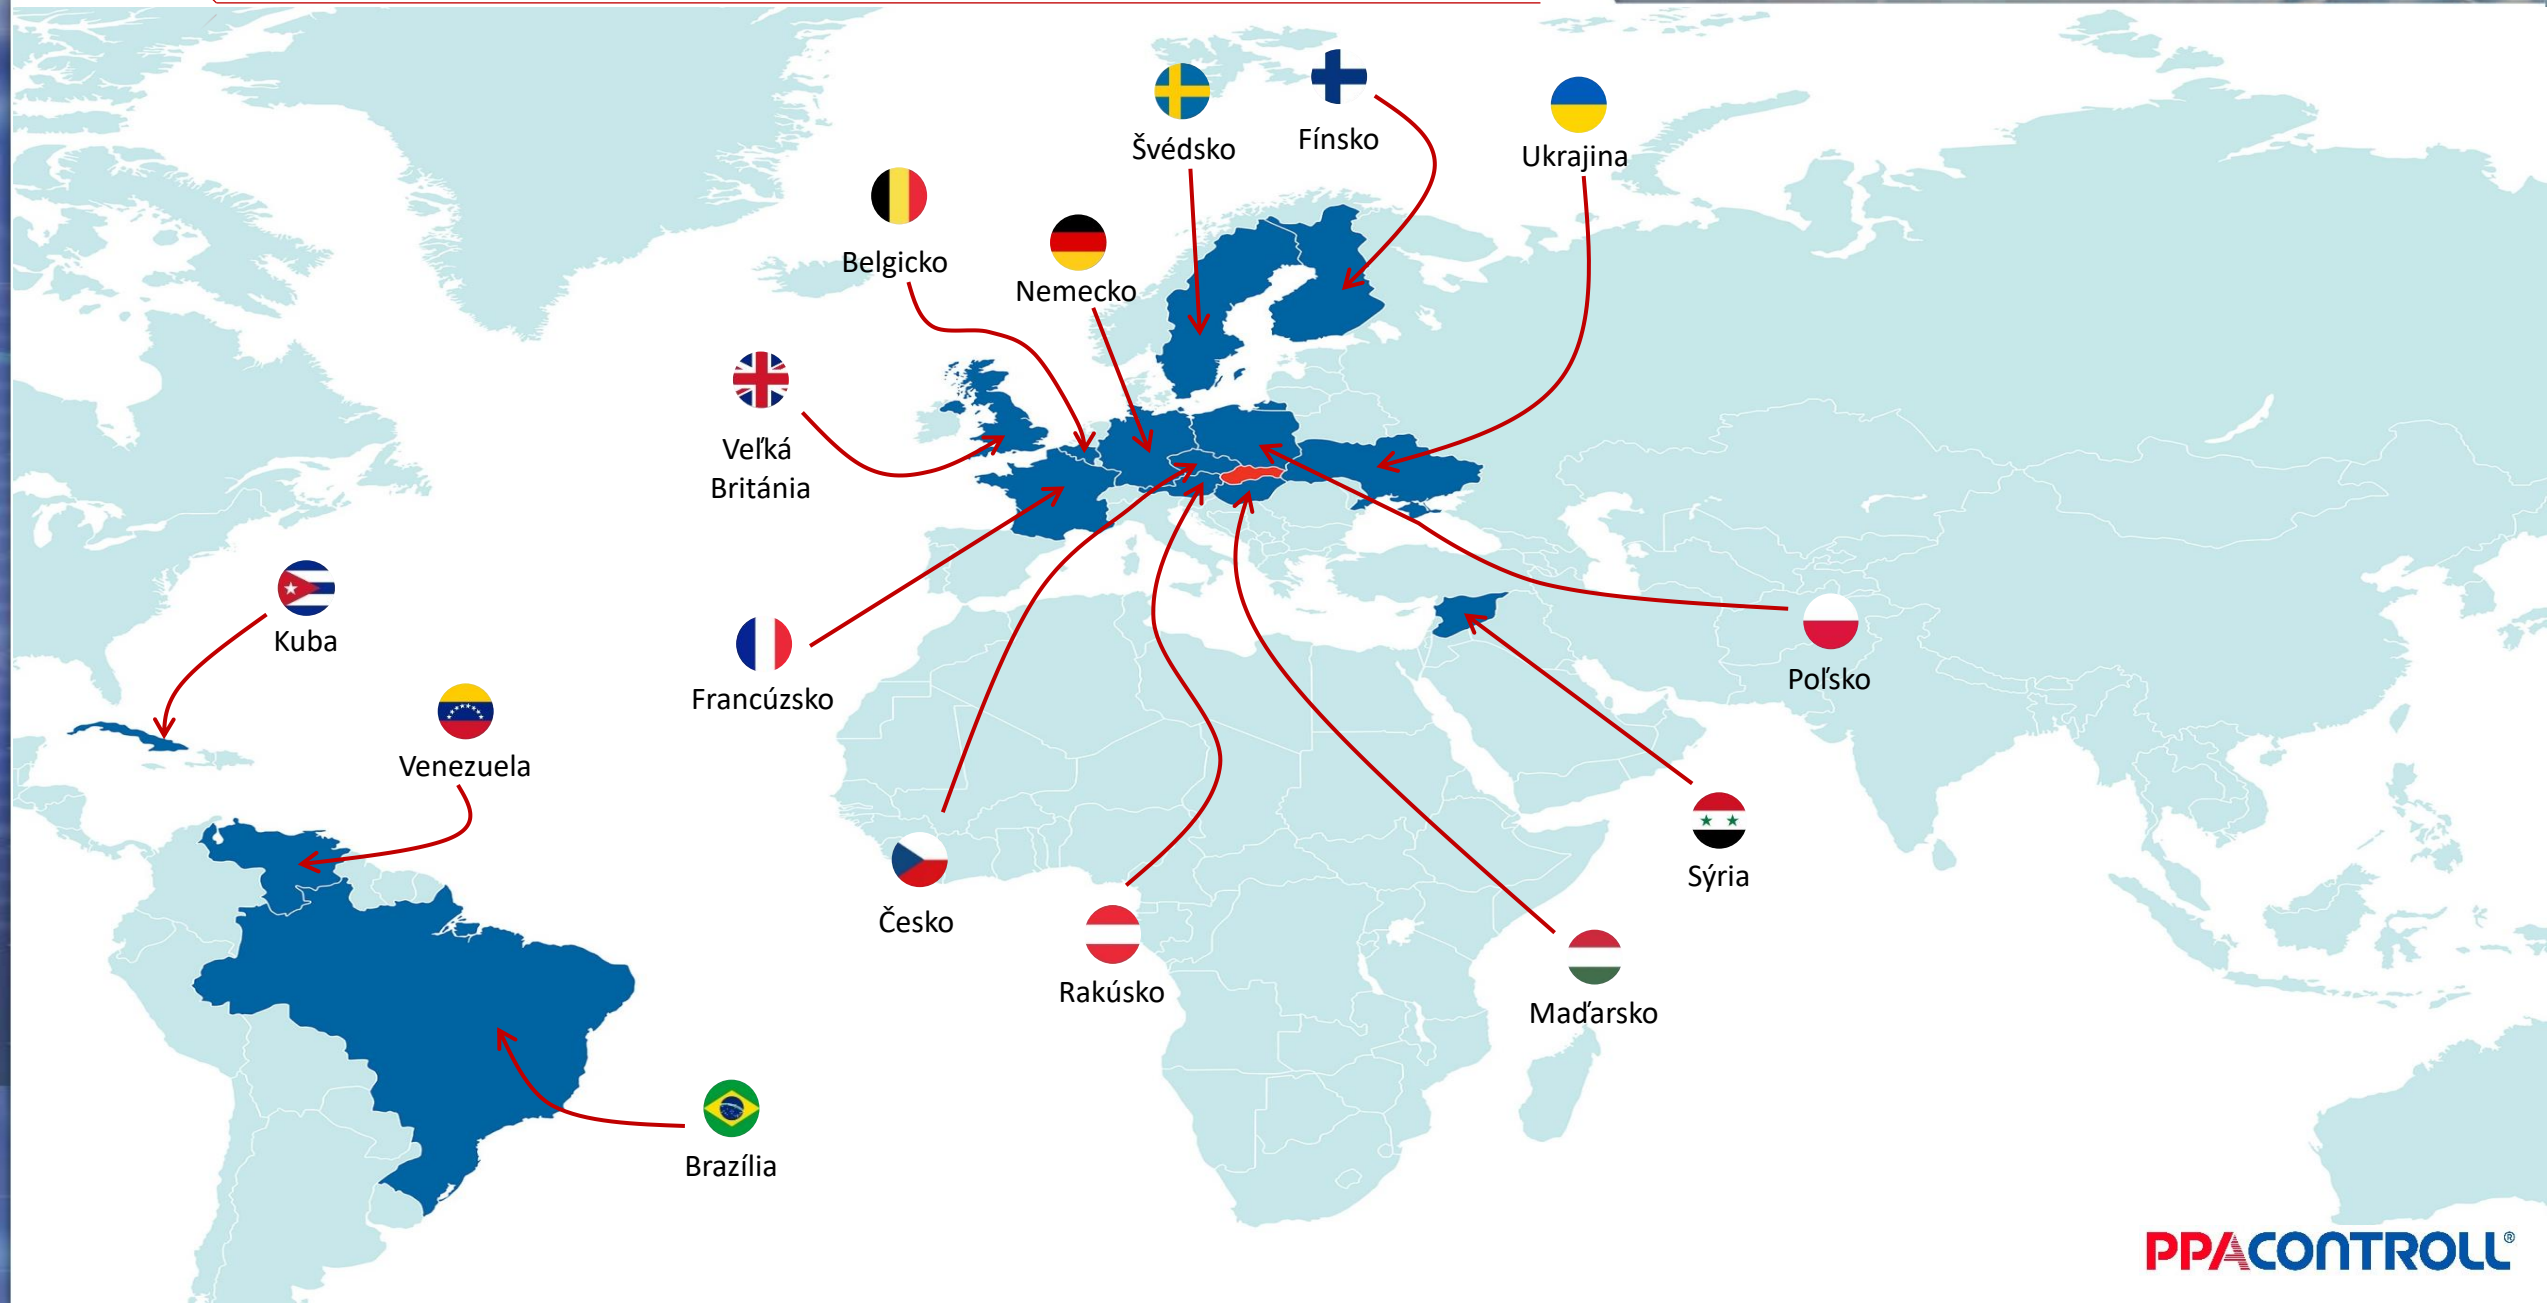 Švédsko
Fínsko
Ukrajina
Belgicko
Nemecko
Veľká
Británia
Kuba
Francúzsko
Poľsko
Venezuela
Sýria
Česko
Rakúsko
Maďarsko
Brazília
PPACONTROLL®